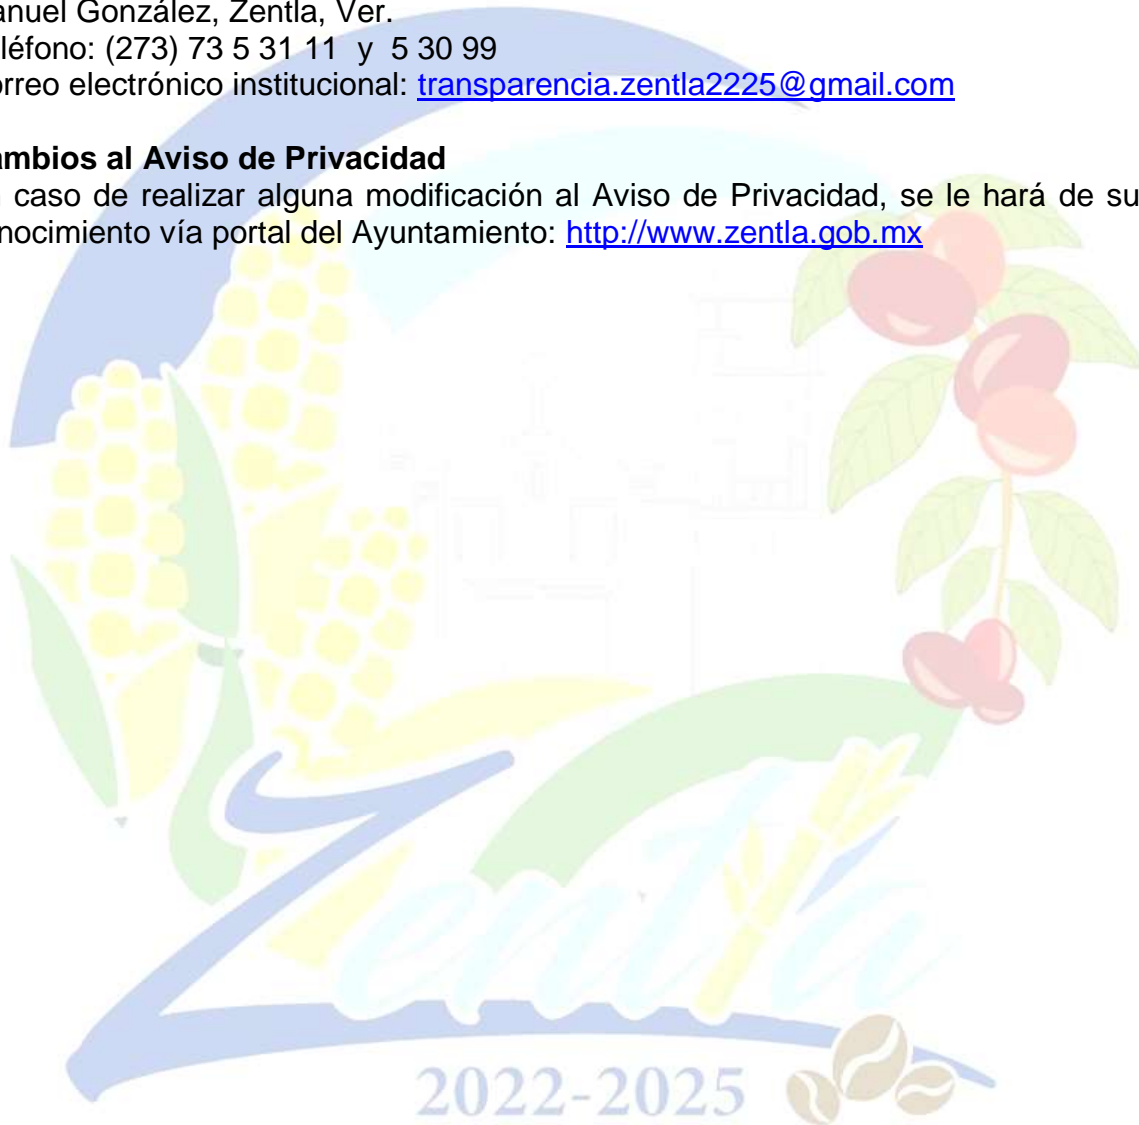 anuel González, Zentla, Ver.
léfono: (273) 73 5 31 11 y 5 30 99
orreo electrónico institucional: transparencia.zentla2225@gmail.com
ambios al Aviso de Privacidad
caso de realizar alguna modificación al Aviso de Privacidad, se le hará de su
nocimiento vía portal del Ayuntamiento: http://www.zentla.gob.mx
Zentla
2022-2025